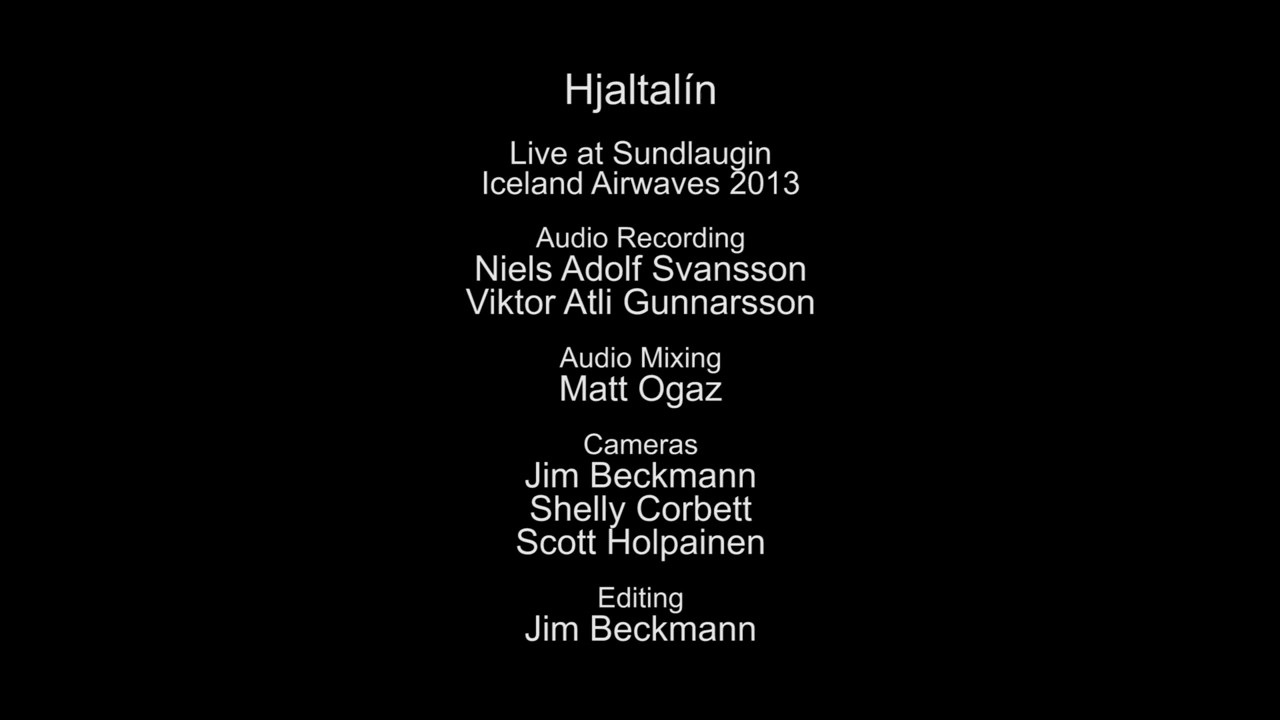 Hjaltalín
Live at Sundlaugin
Iceland Airwaves 2013
Audio Recording
Niels Adolf Svansson
Viktor Atli Gunnarsson
Audio Mixing
Matt Ogaz
Cameras
Jim Beckmann
Shelly Corbett
Scott Holpainen
Editing
Jim Beckmann